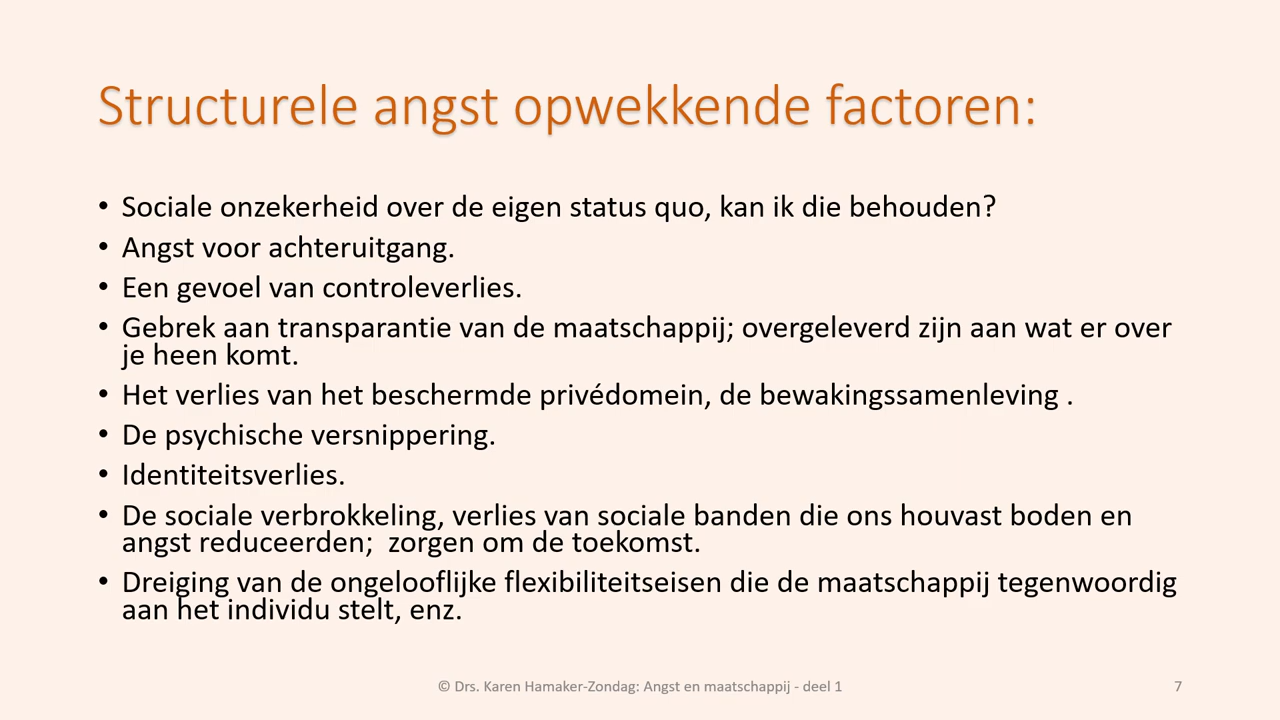 Structurele angst opwekkende factoren:
• Sociale onzekerheid over de eigen status quo, kan ik die behouden?
• Angst voor achteruitgang.
• Een gevoel van controleverlies.
• Gebrek aan transparantie van de maatschappij; overgeleverd zijn aan wat er over
je heen komt.
• Het verlies van het beschermde privédomein, de bewakingssamenleving .
• De psychische versnippering.
• Identiteitsverlies.
• De sociale verbrokkeling, verlies van sociale banden die ons houvast boden en
angst reduceerden;  zorgen om de toekomst.
• Dreiging van de ongelooflijke flexibiliteitseisen die de maatschappij tegenwoordig
aan het individu stelt, enz.
© Drs. Karen Hamaker-Zondag: Angst en maatschappij - deel 1
7